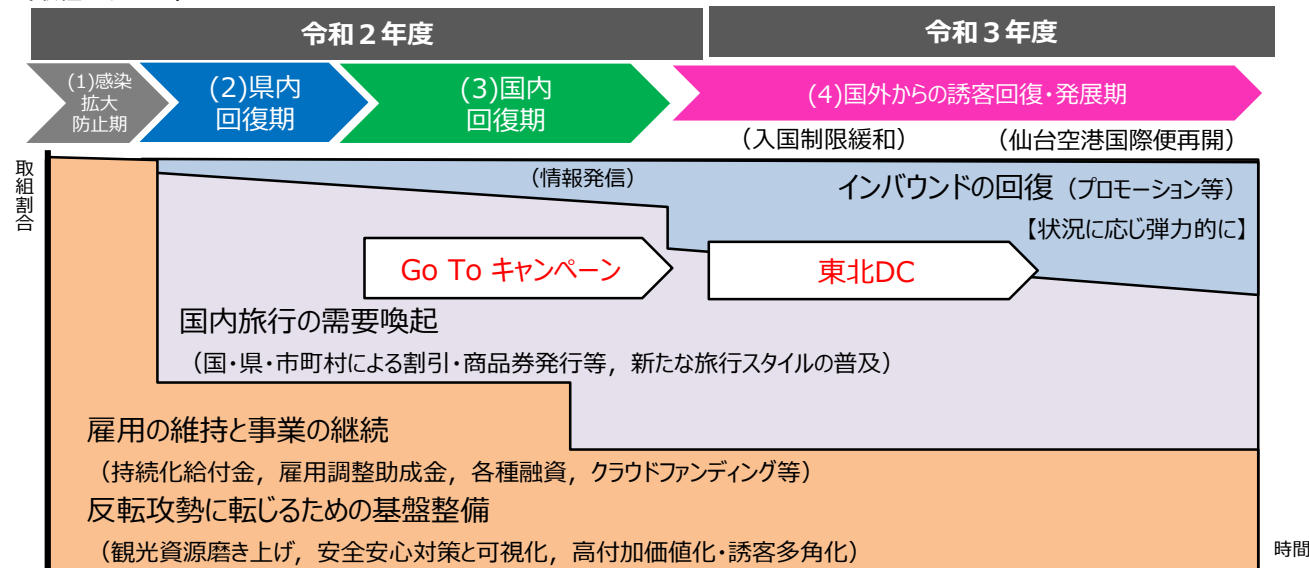 令和２年度
令和３年度
(1)感染
拡大
防止期
(2)県内
回復期
(3)国内
回復期
(4)国外からの誘客回復・発展期
（入国制限緩和）
（仙台空港国際便再開）
取組割合
（情報発信）
インバウンドの回復（プロモーション等）
【状況に応じ弾力的に】
Go To キャンペーン
東北DC
国内旅行の需要喚起
（国・県・市町村による割引・商品券発行等，新たな旅行スタイルの普及）
雇用の維持と事業の継続
（持続化給付金，雇用調整助成金，各種融資，クラウドファンディング等）
反転攻勢に転じるための基盤整備
（観光資源磨き上げ，安全安心対策と可視化，高付加価値化・誘客多角化）
時間